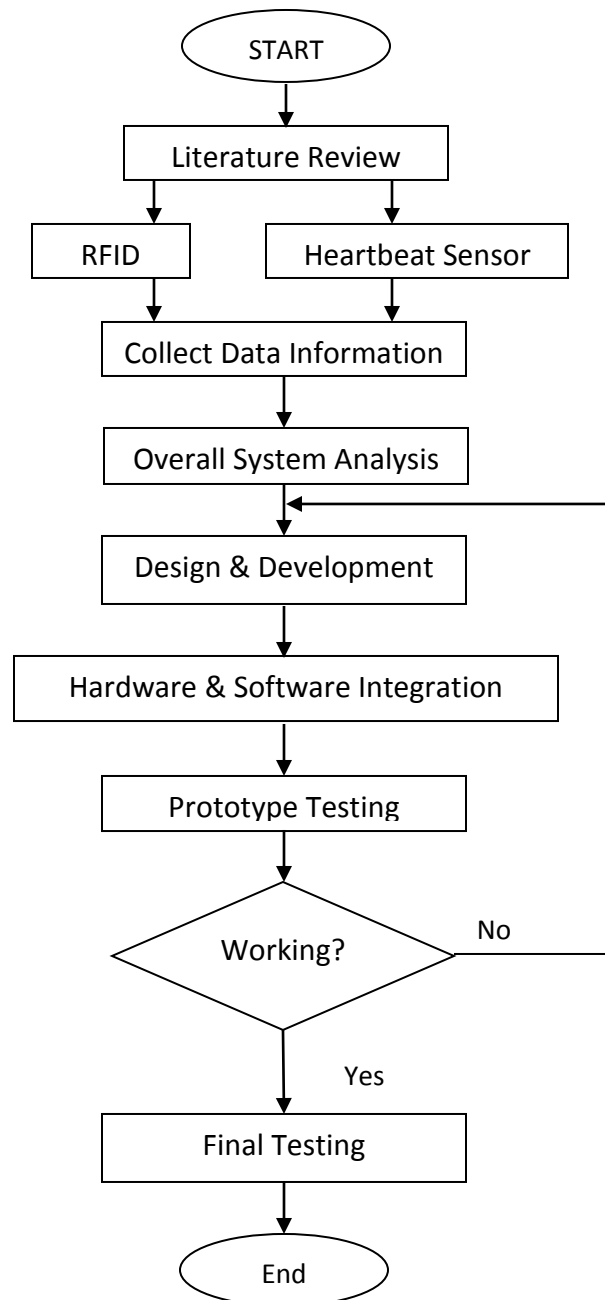 START
Literature Review
RFID
Heartbeat Sensor
Collect Data Information
Overall System Analysis
Design & Development
Hardware & Software Integration
Prototype Testing
Working?
No
Yes
Final Testing
End